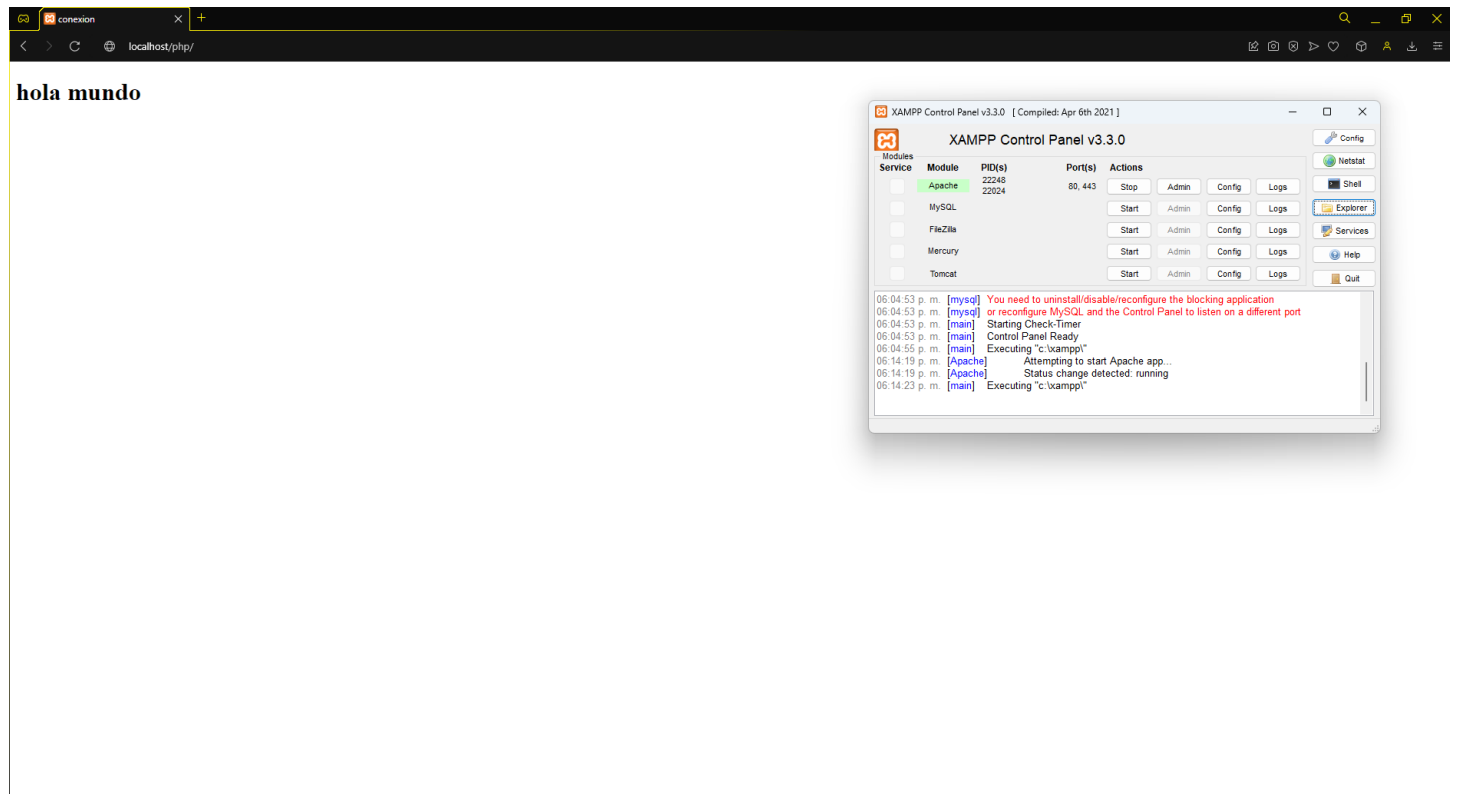 conexion
localhost/php/
hola mundo
XAMPP Control Panel v3.3.0 [ Compiled: Apr 6th 2021 ]
XAMPP Control Panel v3.3.0
Config
Modules
Netstat
Service Module PID(s) Port(s) Actions
Apache 22248 22024 80, 443 Stop Admin Config Logs
Shell
MySQL Start Admin Config Logs
Explorer
FileZilla Start Admin Config Logs
Services
Mercury Start Admin Config Logs
Help
Tomcat Start Admin Config Logs
Quit
06:04:53 p. m. [mysql] You need to uninstall/disable/reconfigure the blocking application
06:04:53 p. m. [mysql] or reconfigure MySQL and the Control Panel to listen on a different port
06:04:53 p. m. [main] Starting Check-Timer
06:04:53 p. m. [main] Control Panel Ready
06:04:55 p. m. [main] Executing "c:\xampp\"
06:14:19 p. m. [Apache] Attempting to start Apache app...
06:14:19 p. m. [Apache] Status change detected: running
06:14:23 p. m. [main] Executing "c:\xampp\"